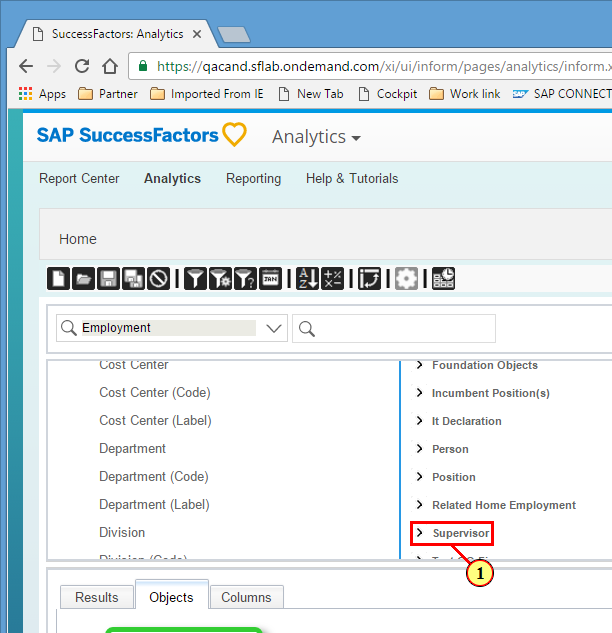 SuccessFactors: Analytics
https://qacand.sflab.ondemand.com/xi/ui/inform/pages/analytics/inform.x
Apps Partner Imported From IE New Tab Cockpit Work link SAP CONNECT
SAP SuccessFactors Analytics
Report Center Analytics Reporting Help & Tutorials
Home
A Z JAN
Employment
Cost Center
Cost Center (Code)
Cost Center (Label)
Department
Department (Code)
Department (Label)
Division
Division (Code)
Foundation Objects
Incumbent Position(s)
It Declaration
Person
Position
Related Home Employment
Supervisor
1
Results Objects Columns